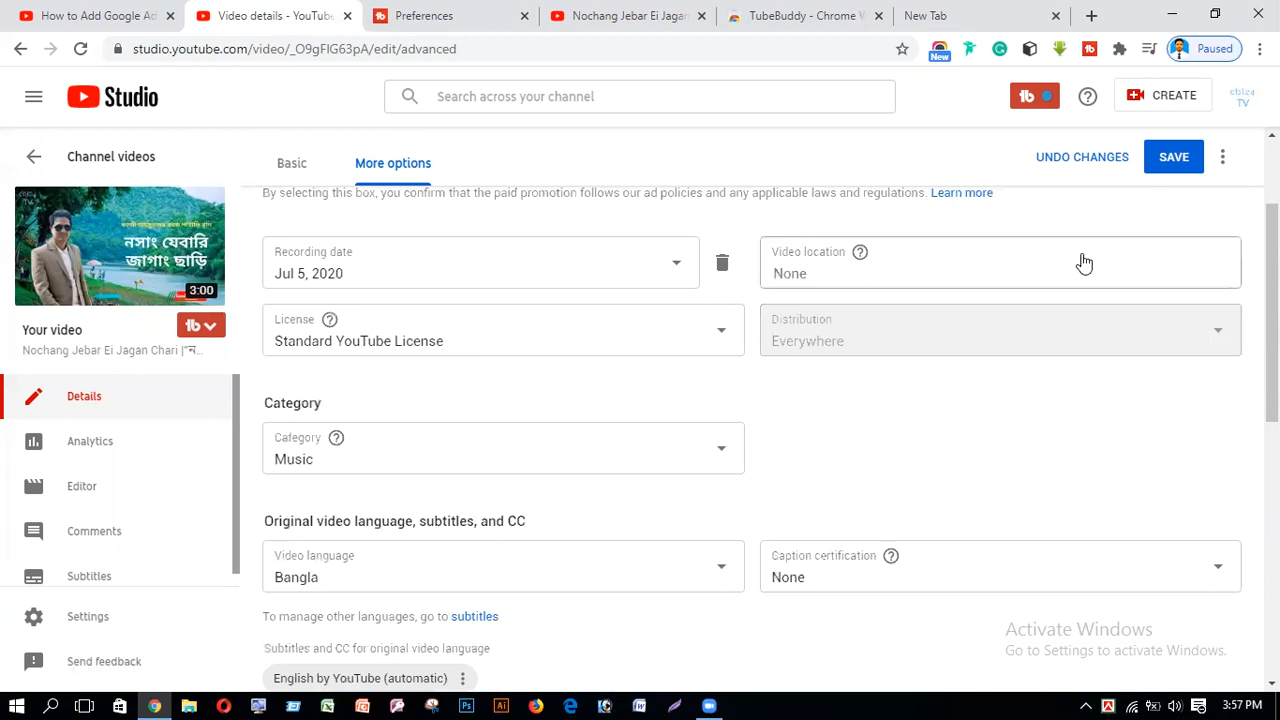 How to Add Google Ad
Video details - YouTube
Preferences
Nochang Jebar Ei Jagan
TubeBuddy - Chrome W
New Tab
studio.youtube.com/video/_O9gFIG63pA/edit/advanced
New
Paused
Studio
Search across your channel
CREATE
cbl24
TV
Channel videos
Basic
More options
UNDO CHANGES
SAVE
By selecting this box, you confirm that the paid promotion follows our ad policies and any applicable laws and regulations. Learn more
নসাং যেবারি
জাগাং ছাড়ি
3:00
Your video
Nochang Jebar Ei Jagan Chari |"ন...
Details
Analytics
Editor
Comments
Subtitles
Settings
Send feedback
Recording date
Jul 5, 2020
Video location
None
License
Standard YouTube License
Distribution
Everywhere
Category
Category
Music
Original video language, subtitles, and CC
Video language
Bangla
Caption certification
None
To manage other languages, go to subtitles
Subtitles and CC for original video language
English by YouTube (automatic)
Activate Windows
Go to Settings to activate Windows.
3:57 PM